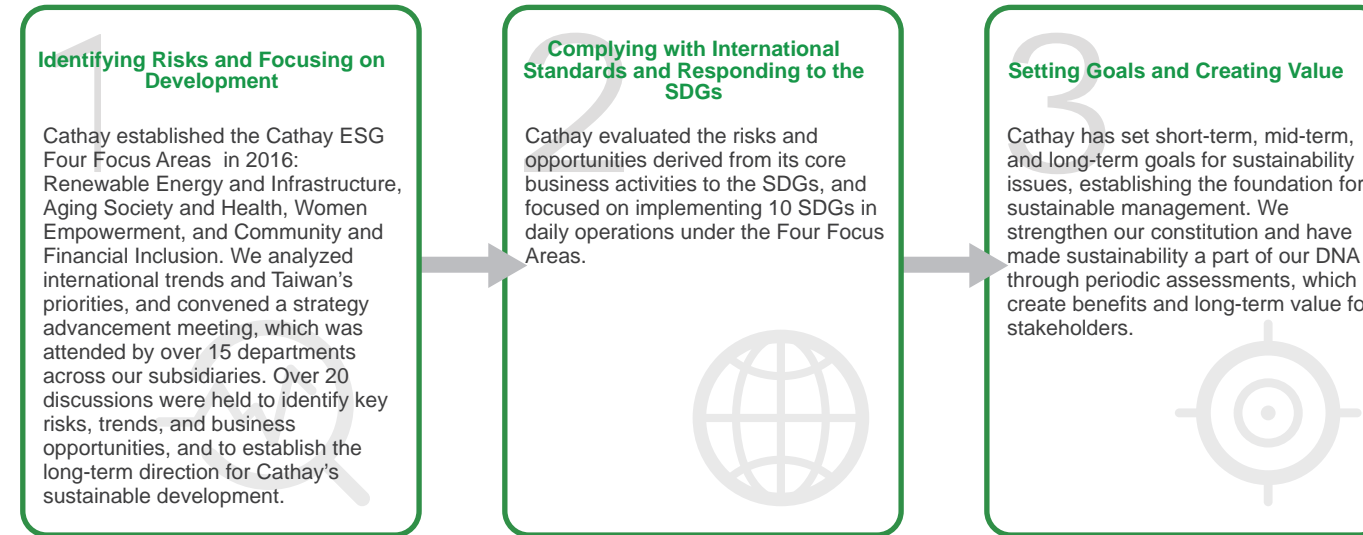 1
Identifying Risks and Focusing on
Development
Cathay established the Cathay ESG
Four Focus Areas in 2016:
Renewable Energy and Infrastructure,
Aging Society and Health, Women
Empowerment, and Community and
Financial Inclusion. We analyzed
international trends and Taiwan's
priorities, and convened a strategy
advancement meeting, which was
attended by over 15 departments
across our subsidiaries. Over 20
discussions were held to identify key
risks, trends, and business
opportunities, and to establish the
long-term direction for Cathay's
sustainable development.
2
Complying with International
Standards and Responding to the
SDGs
Cathay evaluated the risks and
opportunities derived from its core
business activities to the SDGs, and
focused on implementing 10 SDGs in
daily operations under the Four Focus
Areas.
3
Setting Goals and Creating Value
Cathay has set short-term, mid-term,
and long-term goals for sustainability
issues, establishing the foundation for
sustainable management. We
strengthen our constitution and have
made sustainability a part of our DNA
through periodic assessments, which
create benefits and long-term value fo
stakeholders.